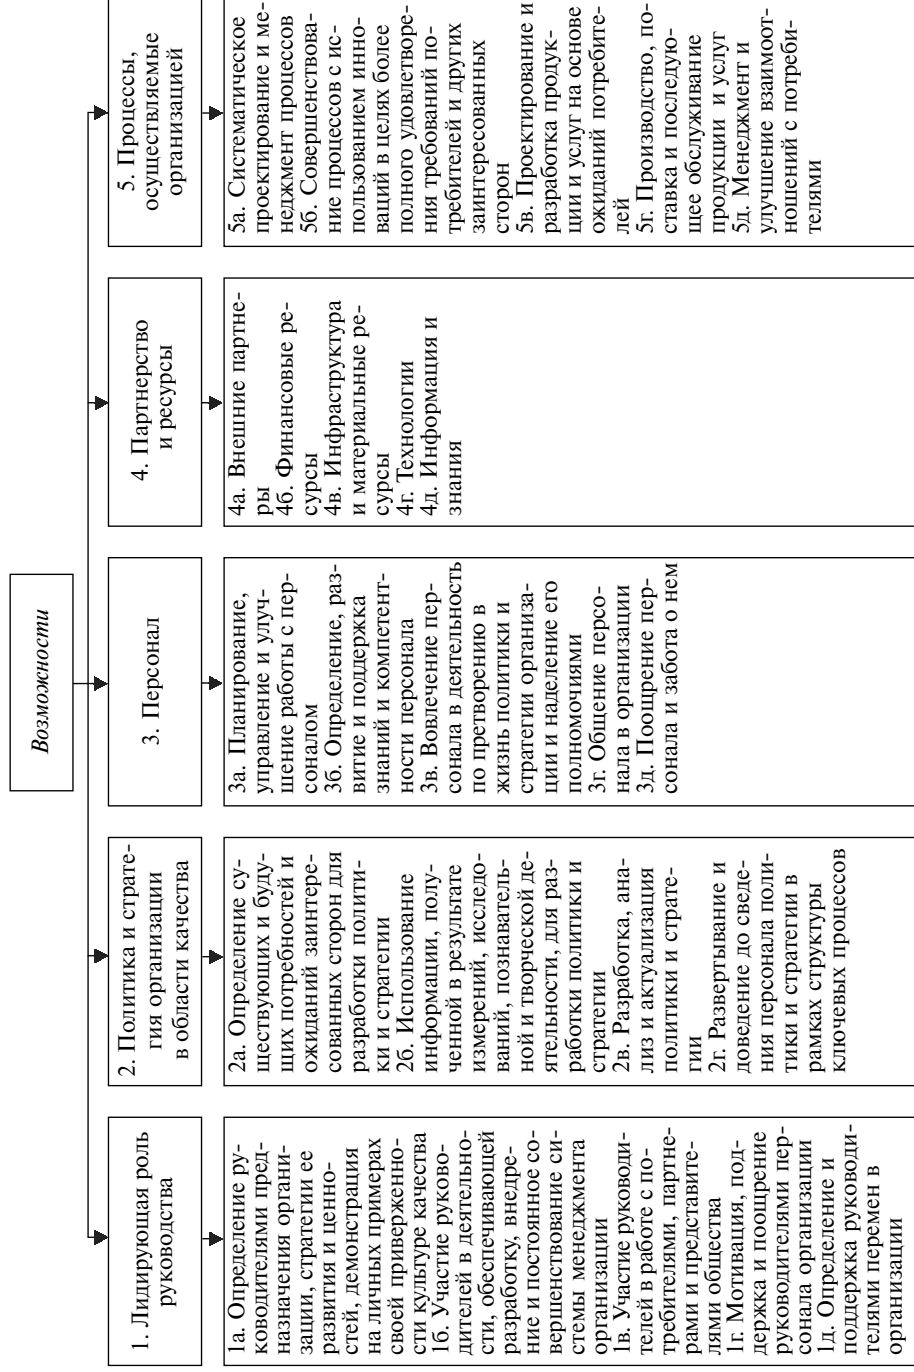 Возможности
1. Лидирующая роль
руководства
1а. Определение ру-
ководителями пред-
назначения органи-
зации, стратегии ее
развития и ценно-
стей, демонстрация
на личных примерах
своей приверженно-
сти культуре качества
1б. Участие руково-
дителей в деятельно-
сти, обеспечивающей
разработку, внедре-
ние и постоянное со-
вершенствование си-
стемы менеджмента
организации
1в. Участие руководи-
телей в работе с по-
требителями, партне-
рами и представите-
лями общества
1г. Мотивация, под-
держка и поощрение
руководителями пер-
сонала организации
1д. Определение и
поддержка руководи-
телями перемен в
организации
2. Политика и страте-
гия организации
в области качества
2а. Определение су-
ществующих и буду-
щих потребностей и
ожиданий заинтере-
сованных сторон для
разработки полити-
ки и стратегии
2б. Использование
информации, полу-
ченной в результате
измерений, исследо-
ваний, познаватель-
ной и творческой де-
ятельности, для раз-
работки политики и
стратегии
2в. Разработка, ана-
лиз и актуализация
политики и страте-
гии
2г. Развертывание и
доведение до сведе-
ния персонала поли-
тики и стратегии в
рамках структуры
ключевых процессов
3. Персонал
3а. Планирование,
управление и улуч-
шение работы с пер-
соналом
3б. Определение, раз-
витие и поддержка
знаний и компетент-
ности персонала
3в. Вовлечение пер-
сонала в деятельность
по претворению в
жизнь политики и
стратегии организа-
ции и наделение его
полномочиями
3г. Общение персо-
нала в организации
3д. Поощрение пер-
сонала и забота о нем
4. Партнерство
и ресурсы
4а. Внешние партне-
ры
4б. Финансовые ре-
сурсы
4в. Инфраструктура
и материальные ре-
сурсы
4г. Технологии
4д. Информация и
знания
5. Процессы,
осуществляемые
организацией
5а. Систематическое
проектирование и ме-
неджмент процессов
5б. Совершенствова-
ние процессов с ис-
пользованием инно-
ваций в целях более
полного удовлетворе-
ния требований по-
требителей и других
заинтересованных
сторон
5в. Проектирование и
разработка продук-
ции и услуг на основе
ожиданий потребите-
лей
5г. Производство, по-
ставка и последую-
щее обслуживание
продукции и услуг
5д. Менеджмент и
улучшение взаимоот-
ношений с потреби-
телями